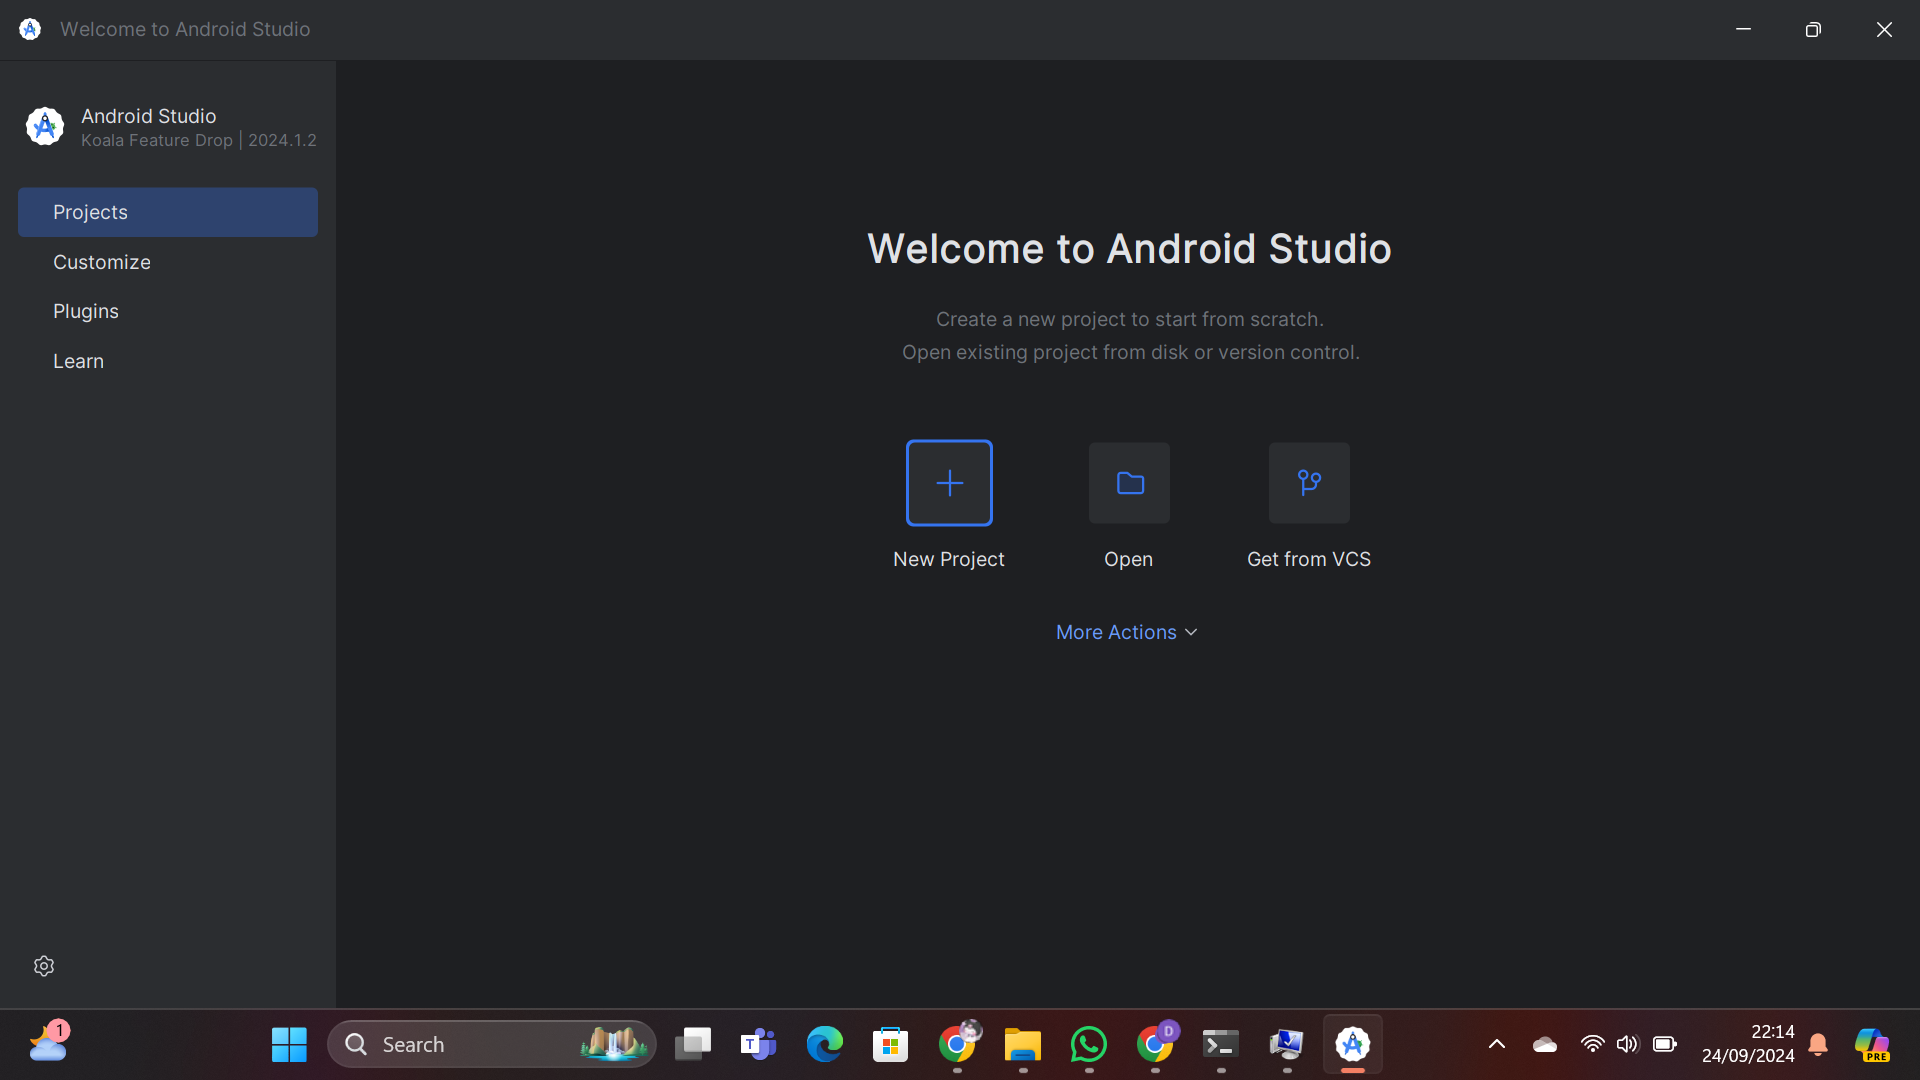 Welcome to Android Studio
Android Studio
Koala Feature Drop | 2024.1.2
Projects
Customize
Plugins
Learn
Welcome to Android Studio
Create a new project to start from scratch.
Open existing project from disk or version control.
New Project
Open
Get from VCS
More Actions
1
Search
T
D
22:14
24/09/2024
PRE